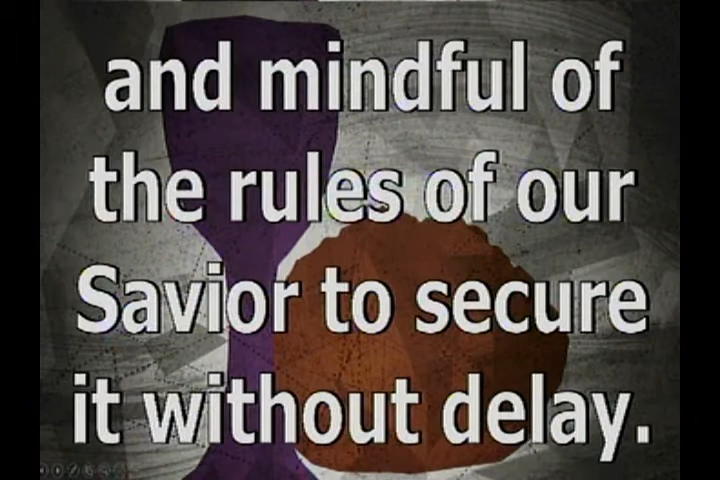 and mindful of
the rules of our
Savior to secure
it without delay.